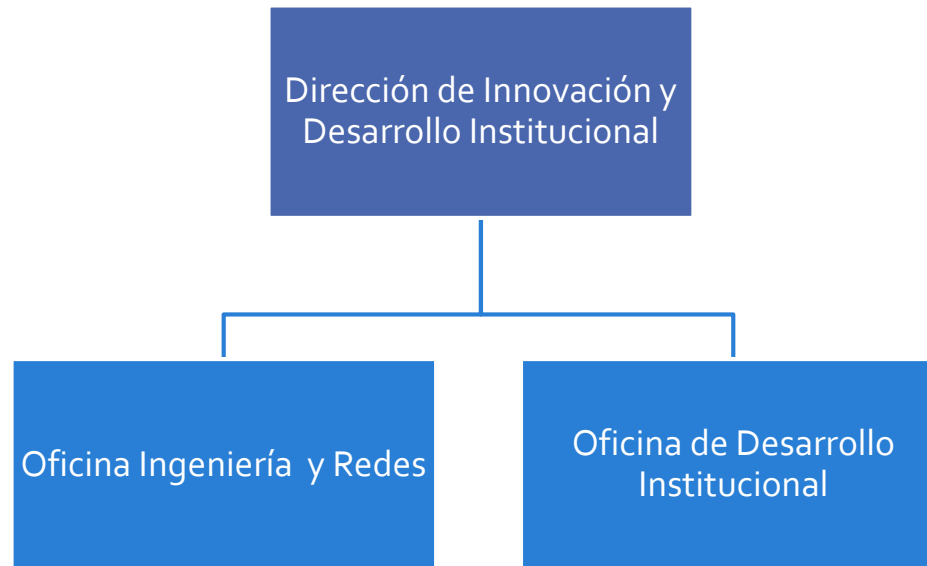 Dirección de Innovación y
Desarrollo Institucional
Oficina Ingeniería  y Redes
Oficina de Desarrollo
Institucional